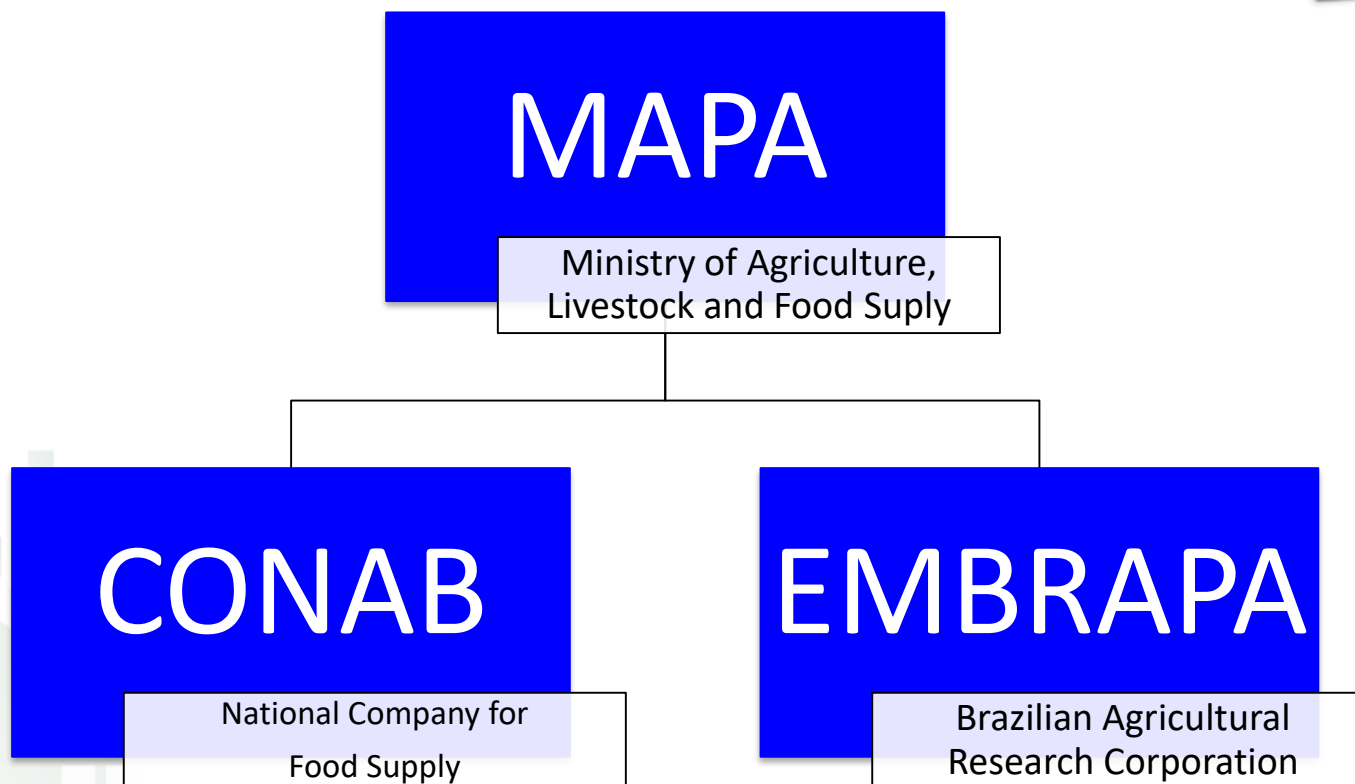 MAPA
Ministry of Agriculture,
Livestock and Food Suply
CONAB
National Company for
Food Supply
EMBRAPA
Brazilian Agricultural
Research Corporation